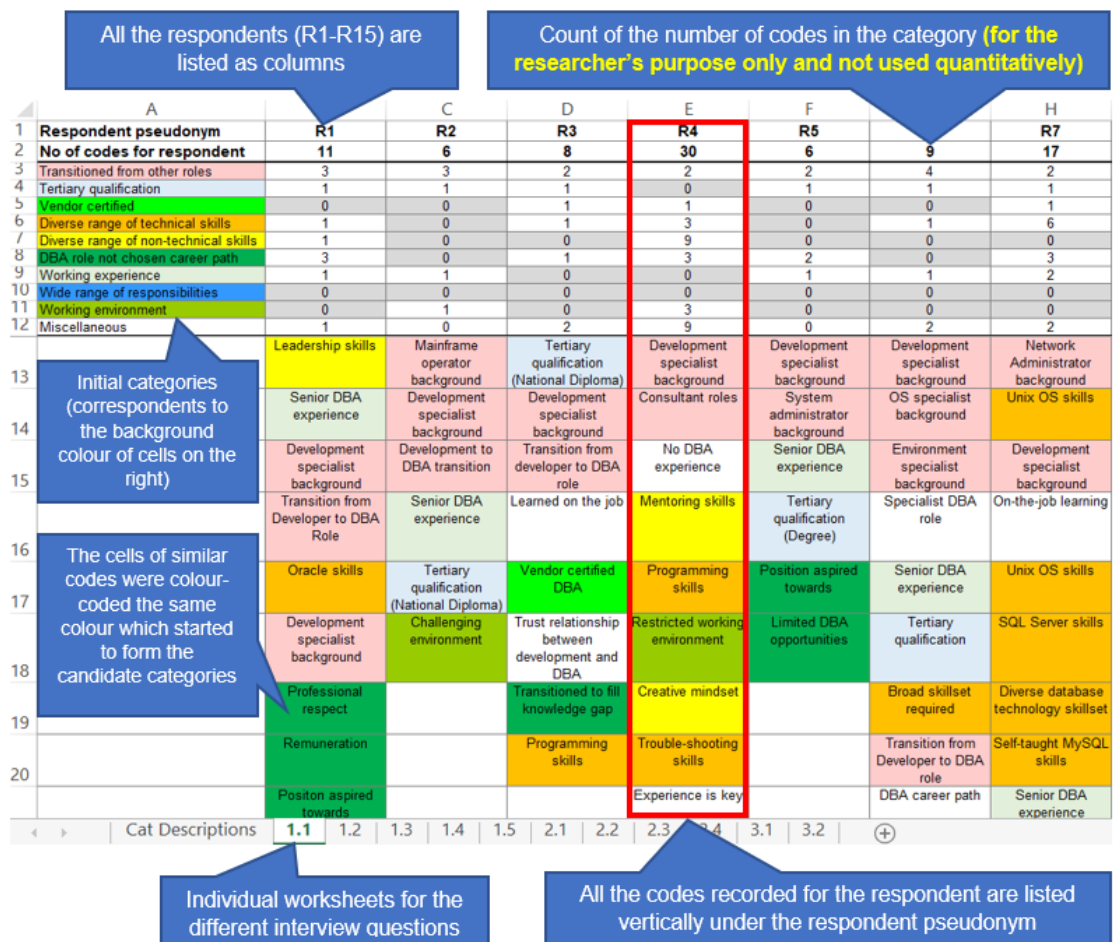 All the respondents (R1-R15) are
listed as columns
Count of the number of codes in the category (for the
researcher's purpose only and not used quantitatively)
A C D E F H
1 Respondent pseudonym R1 R2 R3 R4 R5 R7
2 No of codes for respondent 11 6 8 30 6 9 17
3 Transitioned from other roles 3 3 2 2 2 4 2
4 Tertiary qualification 1 1 1 0 1 1 1
5 Vendor certified 0 0 1 1 0 0 1
6 Diverse range of technical skills 1 0 1 3 0 1 6
7 Diverse range of non-technical skills 1 0 0 9 0 0 0
8 DBA role not chosen career path 3 0 1 3 2 0 3
9 Working experience 1 1 0 0 1 1 2
10 Wide range of responsibilities 0 0 0 0 0 0 0
11 Working environment 0 1 0 3 0 0 0
12 Miscellaneous 1 0 2 9 0 2 2
Initial categories
(correspondents to
the background
colour of cells on the
right)
The cells of similar
codes were colour-
coded the same
colour which started
to form the
candidate categories
13
Leadership skills
Mainframe
operator
background
Tertiary
qualification
(National Diploma)
Development
specialist
background
Development
specialist
background
Development
specialist
background
Network
Administrator
background
14
Senior DBA
experience
Development
specialist
background
Development
specialist
background
Consultant roles
System
administrator
background
OS specialist
background
Unix OS skills
15
Development
specialist
background
Development to
DBA transition
Transition from
developer to DBA
role
No DBA
experience
Senior DBA
experience
Environment
specialist
background
Development
specialist
background
16
Transition from
Developer to DBA
Role
Senior DBA
experience
Learned on the job
Mentoring skills
Tertiary
qualification
(Degree)
Specialist DBA
role
On-the-job learning
17
Oracle skills
Tertiary
qualification
(National Diploma)
Vendor certified
DBA
Programming
skills
Position aspired
towards
Senior DBA
experience
Unix OS skills
18
Development
specialist
background
Challenging
environment
Trust relationship
between
development and
DBA
Restricted working
environment
Limited DBA
opportunities
Tertiary
qualification
SQL Server skills
19
Professional
respect
Transitioned to fill
knowledge gap
Creative mindset
Broad skillset
required
Diverse database
technology skillset
20
Remuneration
Programming
skills
Trouble-shooting
skills
Transition from
Developer to DBA
role
Self-taught MySQL
skills
Positon aspired
towards
Experience is key
DBA career path
Senior DBA
experience
Cat Descriptions 1.1 1.2 1.3 1.4 1.5 2.1 2.2 2.3 2.4 3.1 3.2
Individual worksheets for the
different interview questions
All the codes recorded for the respondent are listed
vertically under the respondent pseudonym